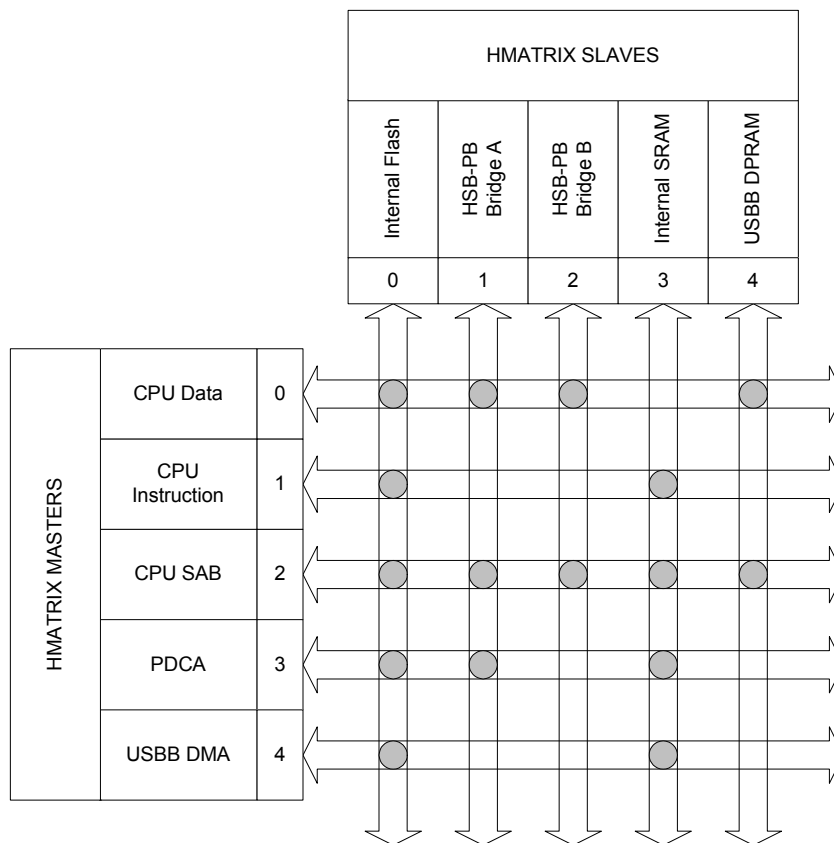 HMATRIX SLAVES
Internal Flash
HSB-PB
Bridge A
HSB-PB
Bridge B
Internal SRAM
USBB DPRAM
0
1
2
3
4
HMATRIX MASTERS
CPU Data
0
CPU
Instruction
1
CPU SAB
2
PDCA
3
USBB DMA
4